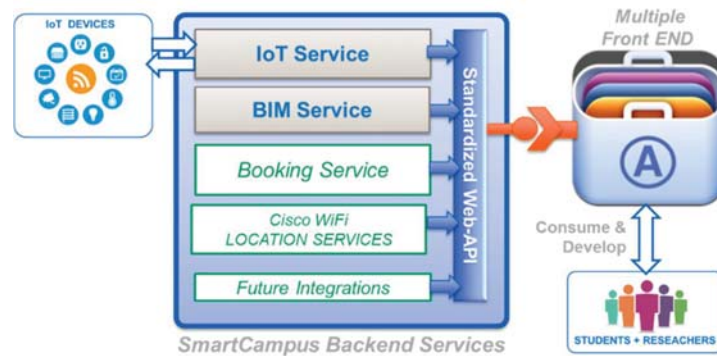 IoT DEVICES
IoT Service
BIM Service
Booking Service
Cisco WiFi
LOCATION SERVICES
Future Integrations
Standardized Web-API
SmartCampus Backend Services
Multiple
Front END
A
Consume &
Develop
STUDENTS + RESEACHERS